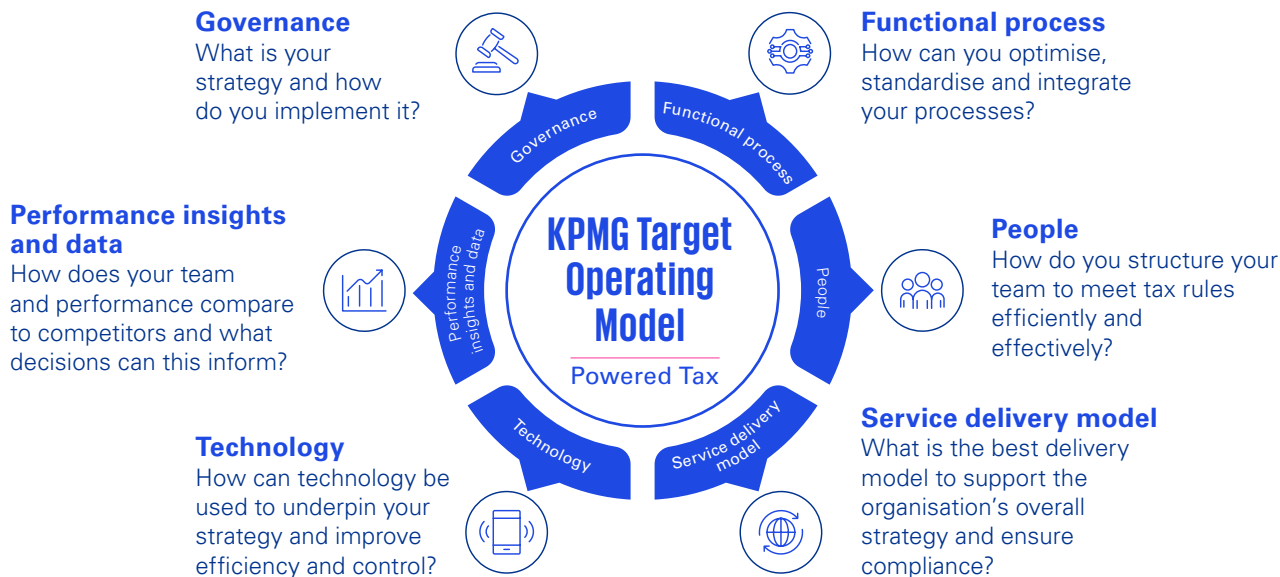 Governance
What is your
strategy and how
do you implement it?
Functional process
How can you optimise,
standardise and integrate
your processes?
Performance insights
and data
How does your team
and performance compare
to competitors and what
decisions can this inform?
People
How do you structure your
team to meet tax rules
efficiently and
effectively?
Technology
How can technology be
used to underpin your
strategy and improve
efficiency and control?
Service delivery model
What is the best delivery
model to support the
organisation's overall
strategy and ensure
compliance?
Governance
Functional process
Performance
insights and data
People
Technology
Service delivery
model
KPMG Target
Operating
Model
Powered Tax